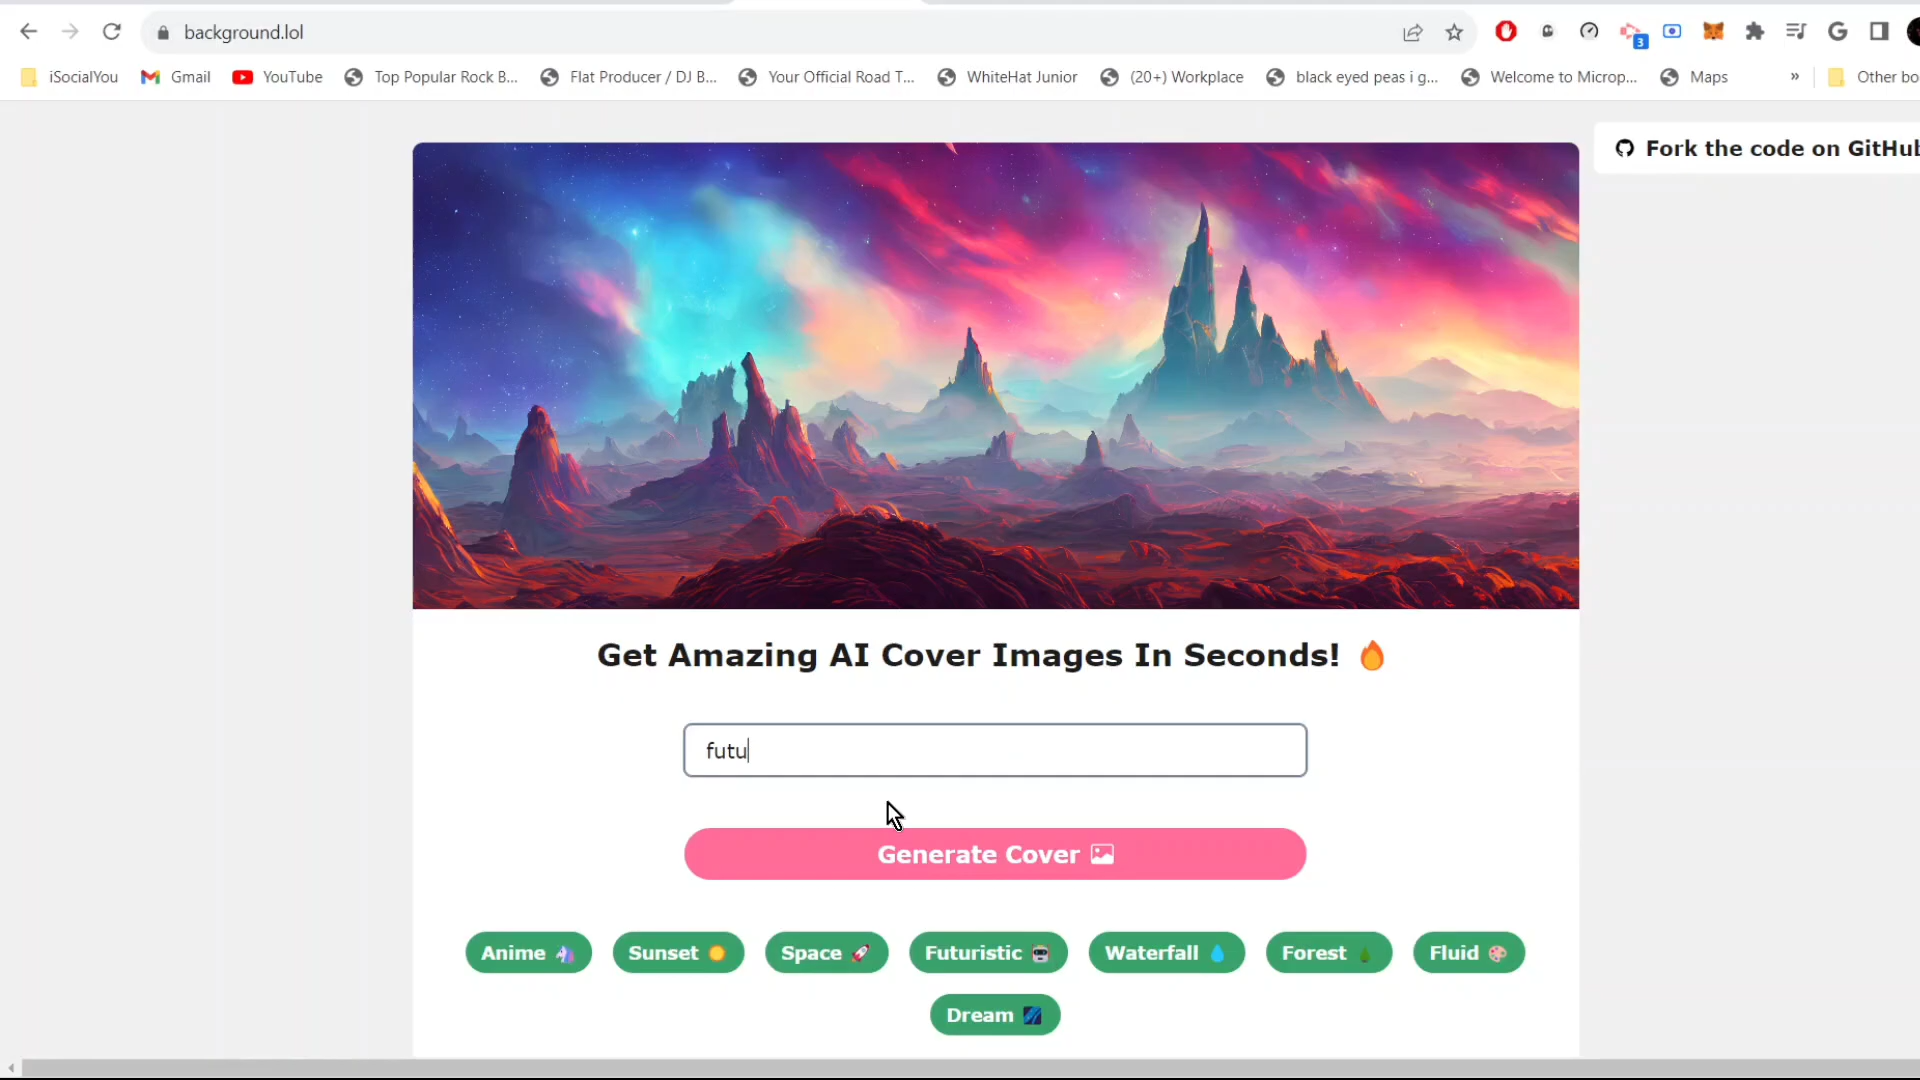 background.lol
3
iSocialYou Gmail YouTube Top Popular Rock B... Flat Producer / DJ B... Your Official Road T... WhiteHat Junior (20+) Workplace black eyed peas i g... Welcome to Microp... Maps » Other bo
Fork the code on GitHub
Get Amazing AI Cover Images In Seconds! 🔥
futu
Generate Cover
Anime 🦄 Sunset ☀️ Space 🚀 Futuristic 🤖 Waterfall 💧 Forest 🌲 Fluid 🎨
Dream 🌌